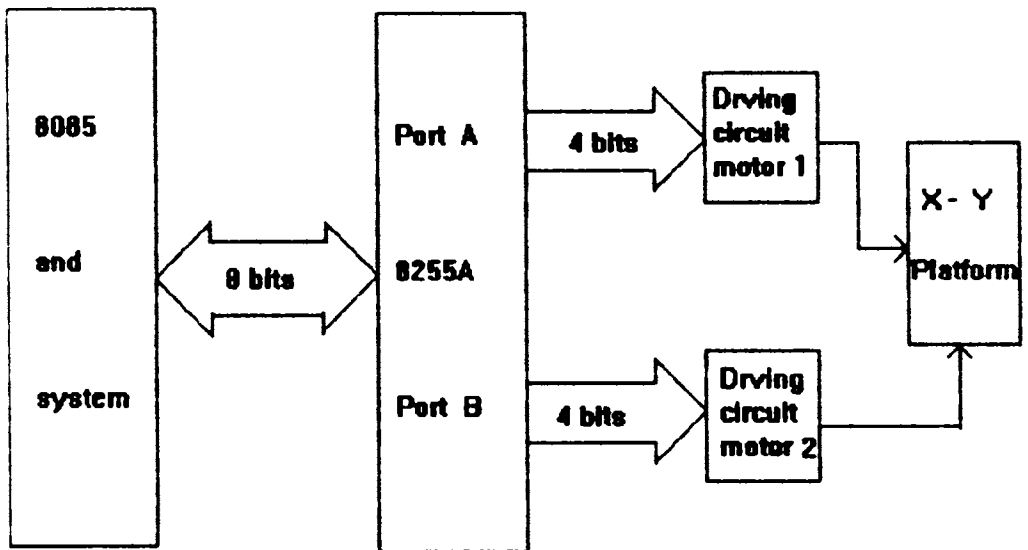 8085
and
system
8 bits
Port A
8255A
Port B
4 bits
4 bits
Drving
circuit
motor 1
Drving
circuit
motor 2
X- Y
Platform